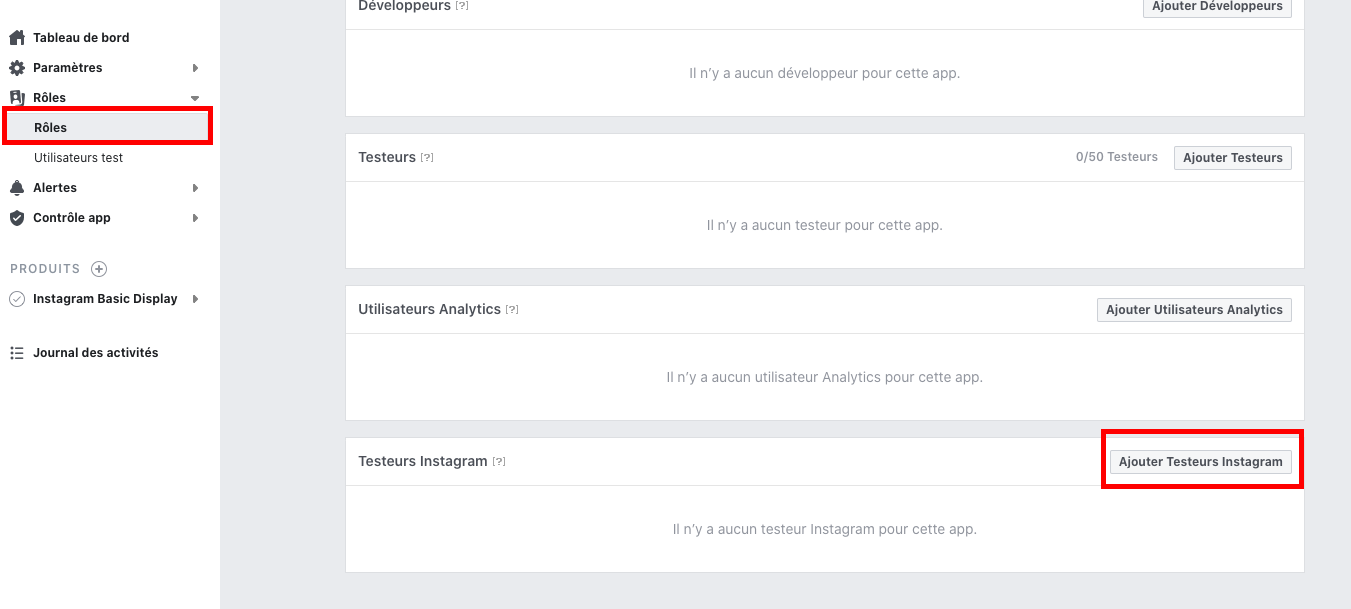 Tableau de bord
Paramètres
Rôles
Rôles
Utilisateurs test
Alertes
Contrôle app
PRODUITS
Instagram Basic Display
Journal des activités
Développeurs [?]
Ajouter Développeurs
Il n’y a aucun développeur pour cette app.
Testeurs [?]
0/50 Testeurs
Ajouter Testeurs
Il n’y a aucun testeur pour cette app.
Utilisateurs Analytics [?]
Ajouter Utilisateurs Analytics
Il n’y a aucun utilisateur Analytics pour cette app.
Testeurs Instagram [?]
Ajouter Testeurs Instagram
Il n’y a aucun testeur Instagram pour cette app.